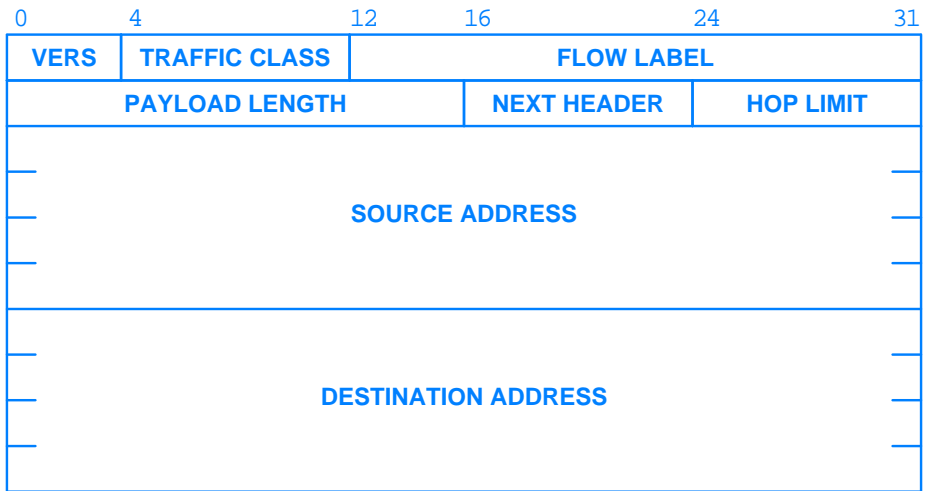 0 4 12 16 24 31
VERS TRAFFIC CLASS FLOW LABEL
PAYLOAD LENGTH NEXT HEADER HOP LIMIT
SOURCE ADDRESS
DESTINATION ADDRESS